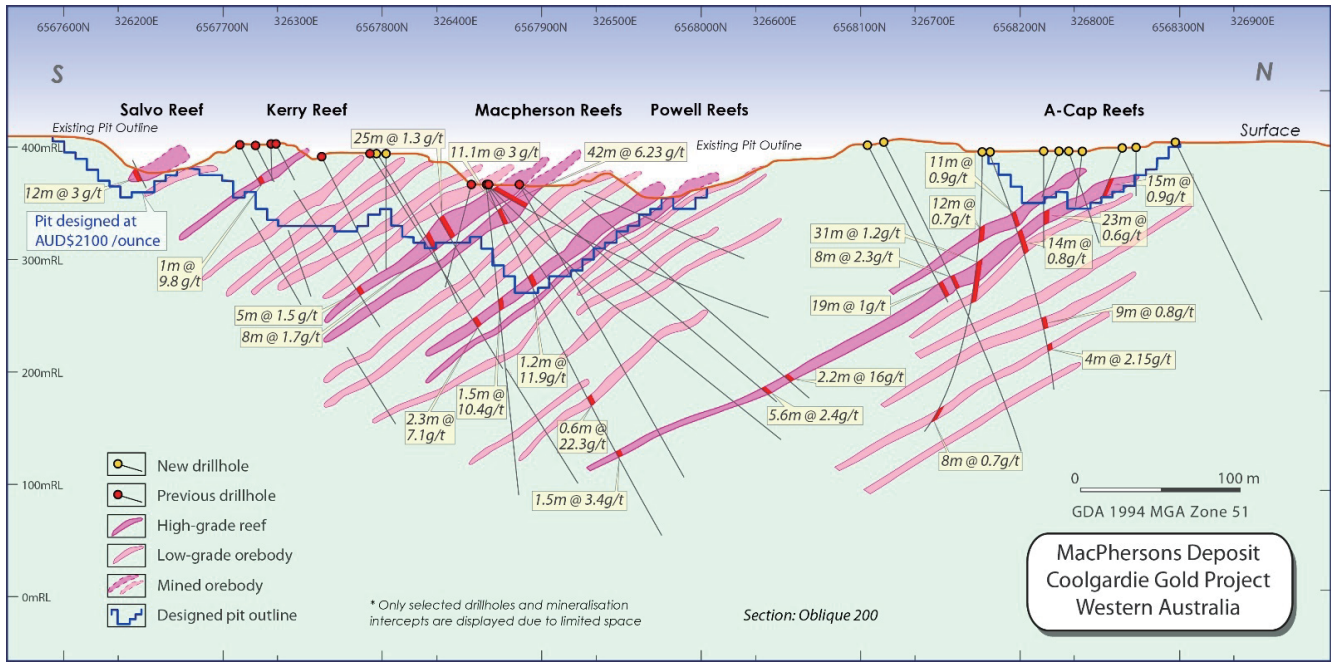 6567600N
326200E
6567700N
326300E
6567800N
326400E
6567900N
326500E
6568000N
326600E
6568100N
326700E
6568200N
326800E
6568300N
326900E
S
N
Salvo Reef
Kerry Reef
Macpherson Reefs
Powell Reefs
A-Cap Reefs
Existing Pit Outline
25m @ 1.3 g/t
11.1m @ 3 g/t
42m @ 6.23 g/t
Existing Pit Outline
Surface
400mRL
12m @ 3 g/t
Pit designed at
AUD$2100 /ounce
1m @
9.8 g/t
11m @
0.9g/t
15m @
0.9g/t
12m @
0.7g/t
23m @
0.6g/t
31m @ 1.2g/t
14m @
0.8g/t
8m @ 2.3g/t
300mRL
19m @ 1g/t
5m @ 1.5 g/t
8m @ 1.7g/t
9m @ 0.8g/t
4m @ 2.15g/t
200mRL
1.2m @
11.9g/t
2.2m @ 16g/t
1.5m @
10.4g/t
5.6m @ 2.4g/t
2.3m @
7.1g/t
0.6m @
22.3g/t
8m @ 0.7g/t
1.5m @ 3.4g/t
100mRL
0mRL
New drillhole
Previous drillhole
High-grade reef
Low-grade orebody
Mined orebody
Designed pit outline
* Only selected drillholes and mineralisation
intercepts are displayed due to limited space
Section: Oblique 200
0
100 m
GDA 1994 MGA Zone 51
MacPhersons Deposit
Coolgardie Gold Project
Western Australia